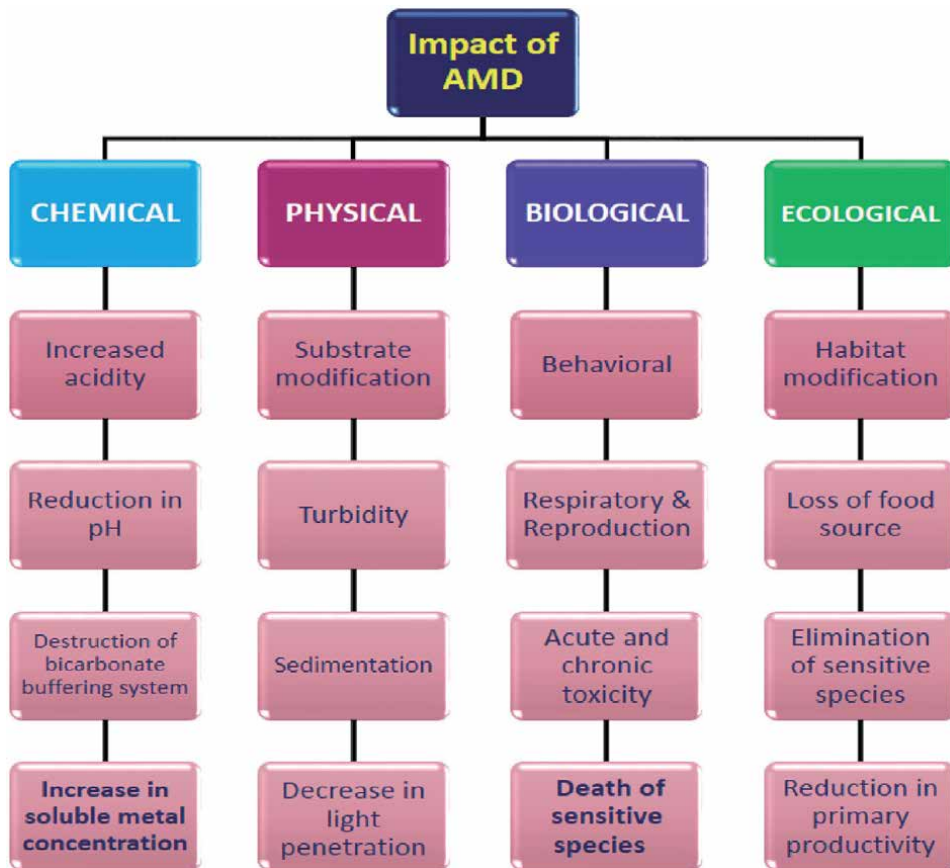 Impact of
AMD
CHEMICAL
PHYSICAL
BIOLOGICAL
ECOLOGICAL
Increased
acidity
Substrate
modification
Behavioral
Habitat
modification
Reduction in
pH
Turbidity
Respiratory &
Reproduction
Loss of food
source
Destruction of
bicarbonate
buffering system
Sedimentation
Acute and
chronic
toxicity
Elimination
of sensitive
species
Increase in
soluble metal
concentration
Decrease in
light
penetration
Death of
sensitive
species
Reduction in
primary
productivity